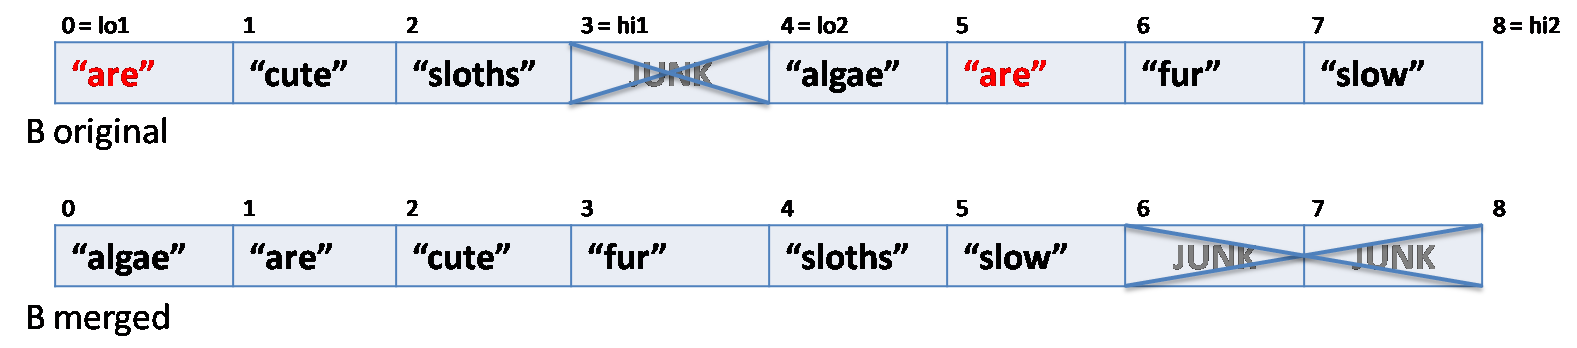 0 = lo1 1 2 3 = hi1 4 = lo2 5 6 7 8 = hi2
“are” “cute” “sloths” JUNK “algae” “are” “fur” “slow”
B original
0 1 2 3 4 5 6 7 8
“algae” “are” “cute” “fur” “sloths” “slow” JUNK JUNK
B merged